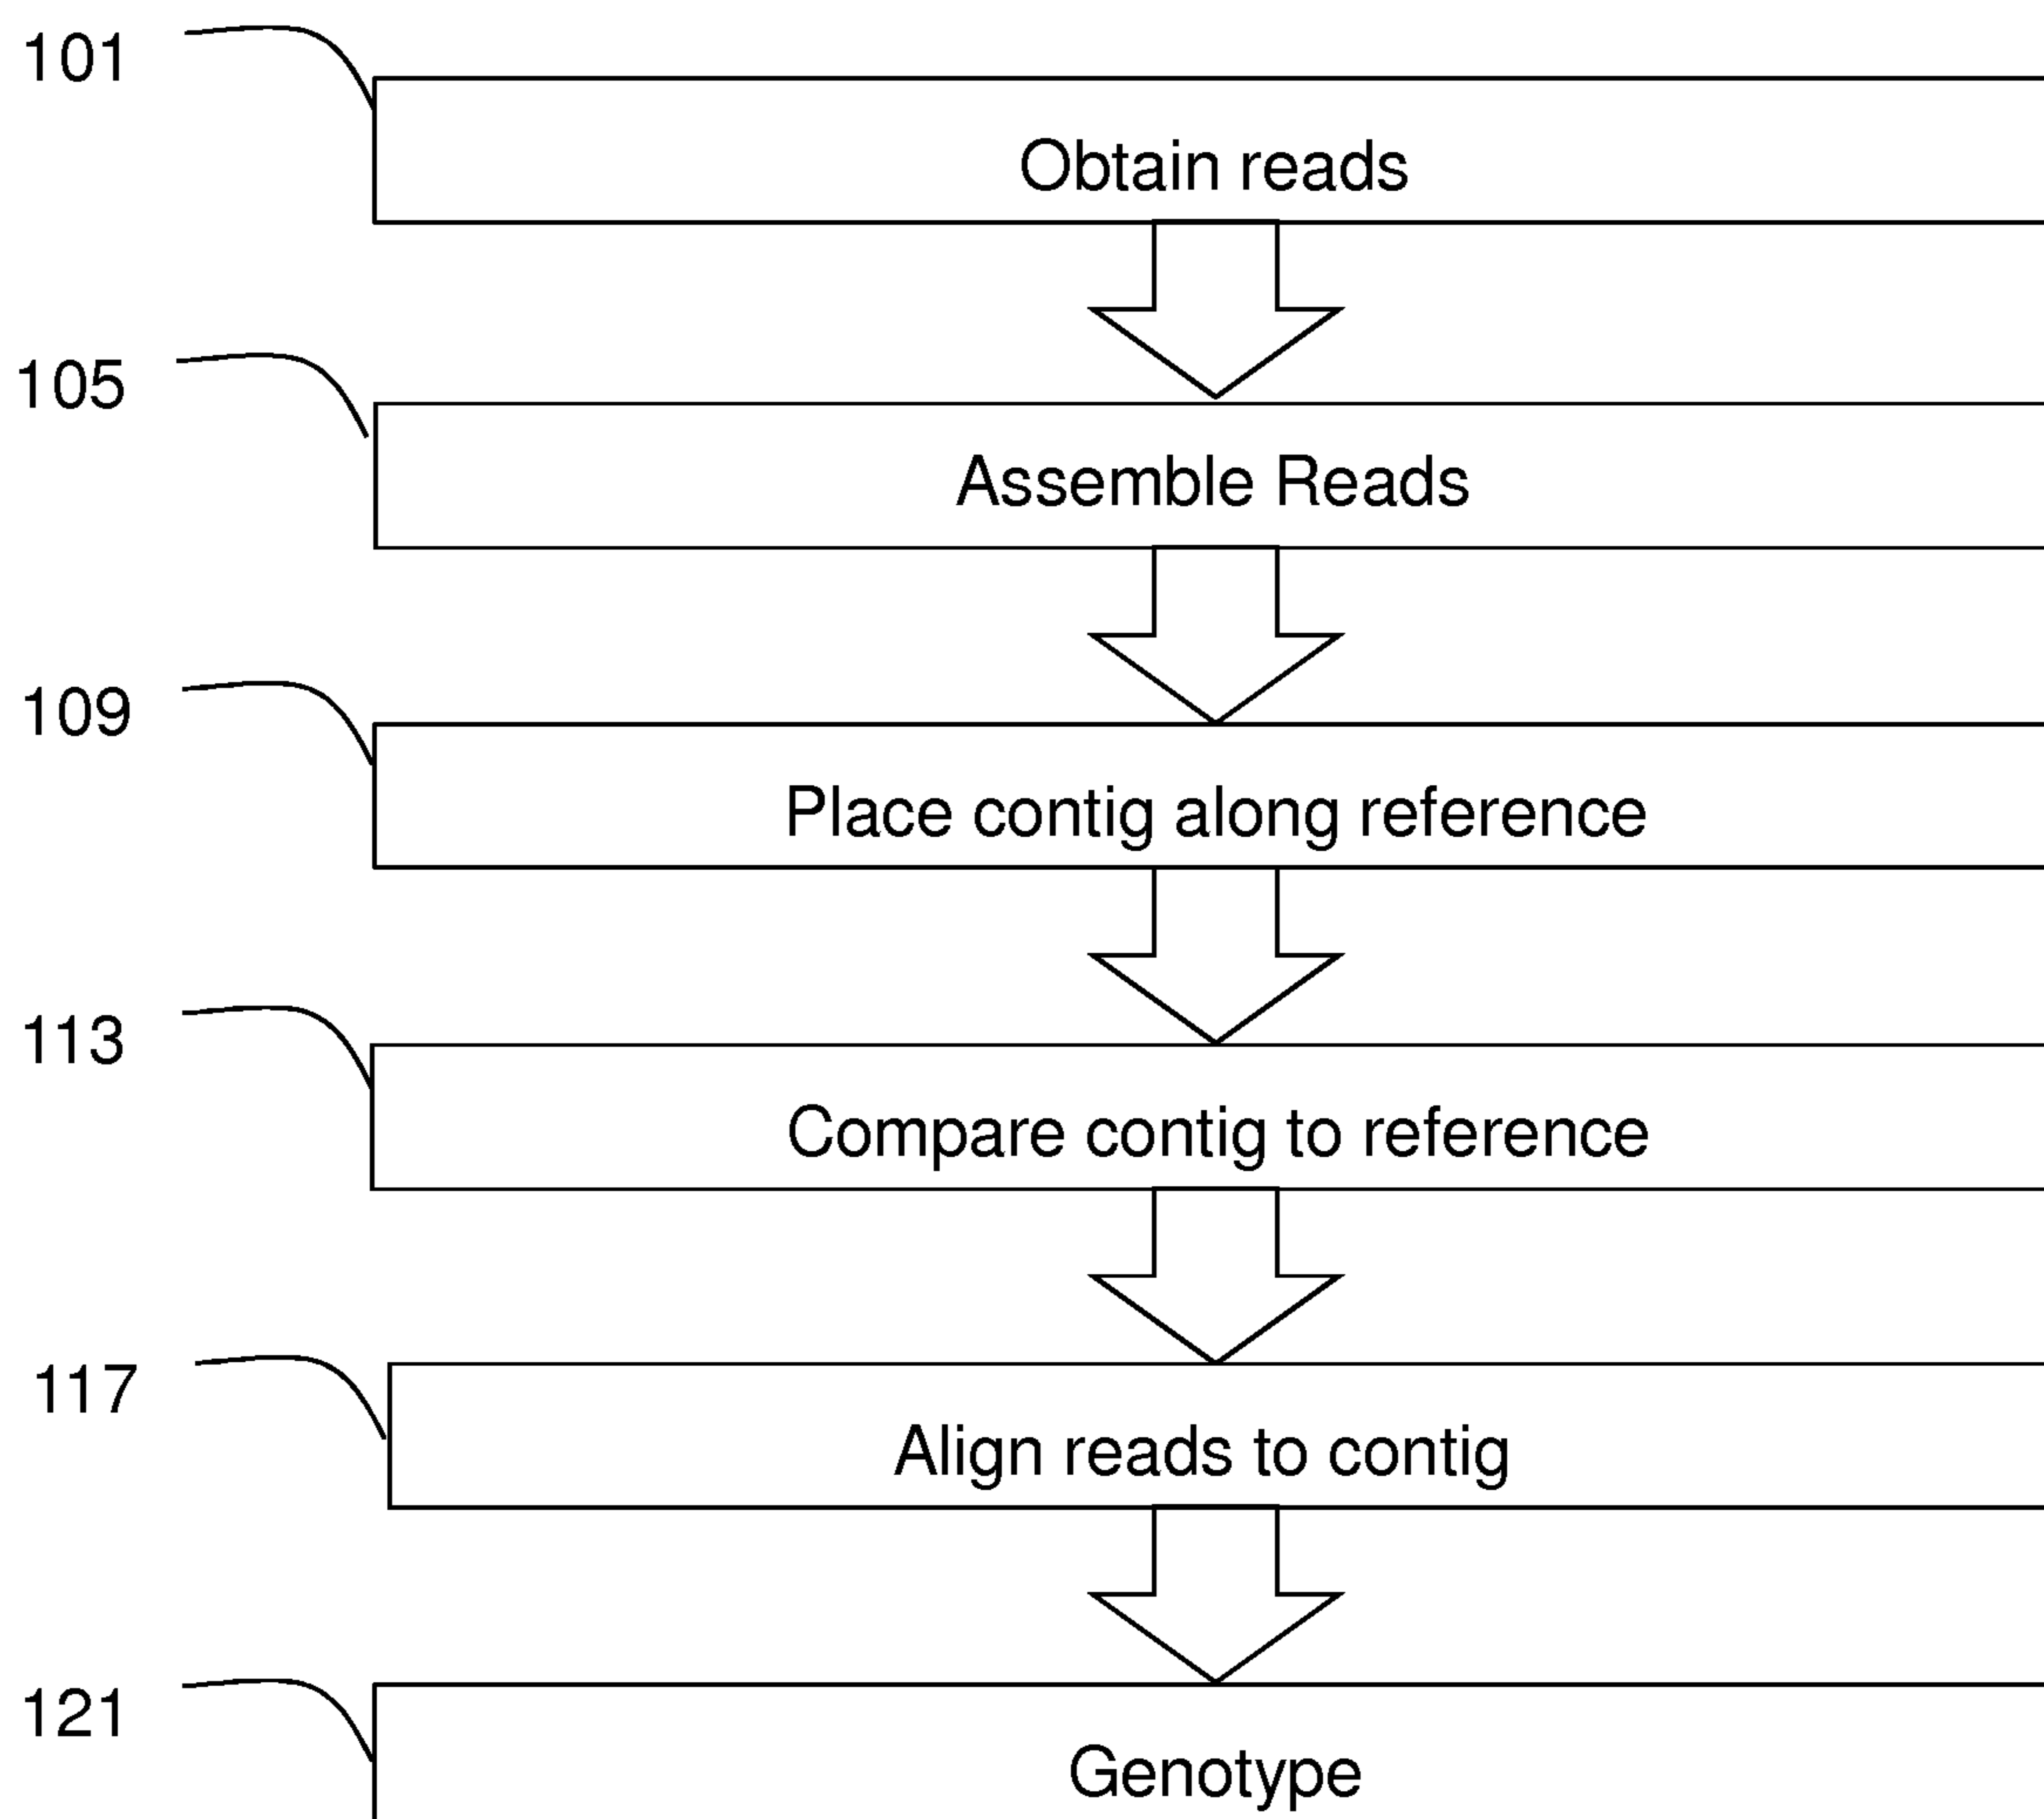 101
Obtain reads
105
Assemble Reads
109
Place contig along reference
113
Compare contig to reference
117
Align reads to contig
121
Genotype